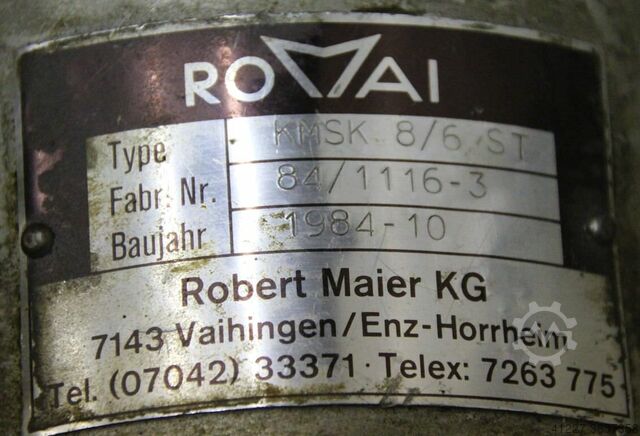 ROMAI
Type KMSK 8/6 ST
Fabr. Nr. 84/1116-3
Baujahr 1984-10
Robert Maier KG
7143 Vaihingen/Enz-Horrheim
Tel. (07042) 33371 · Telex: 7263 775